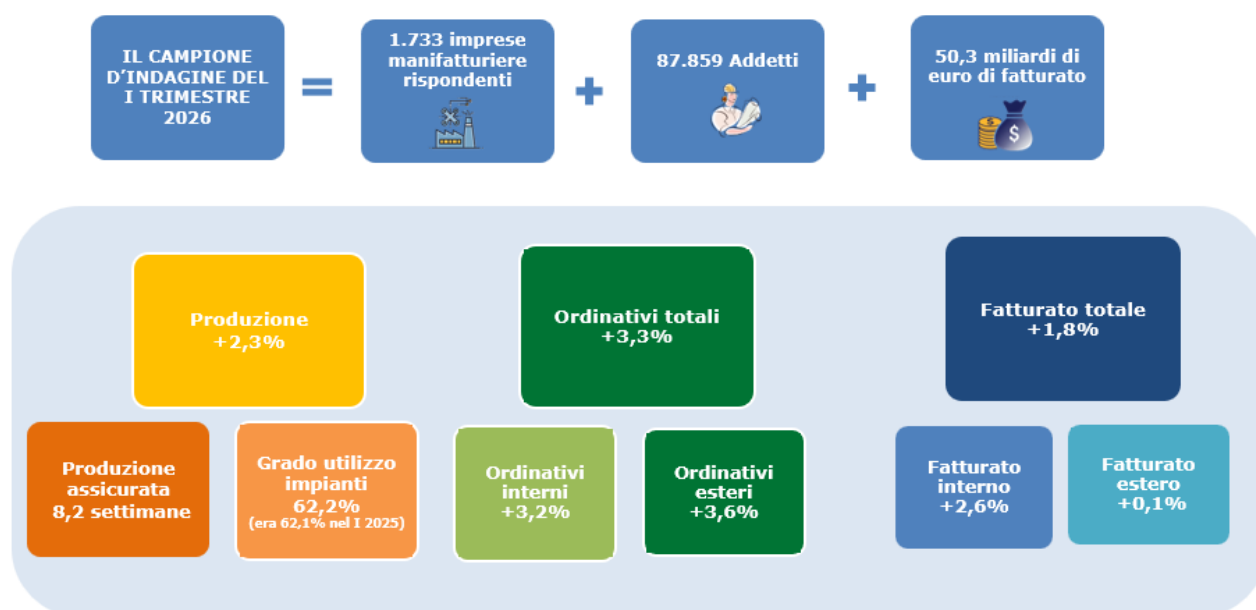 IL CAMPIONE
D'INDAGINE DEL
I TRIMESTRE
2026
=
1.733 imprese
manifatturiere
rispondenti
+
87.859 Addetti
+
50,3 miliardi di
euro di fatturato
$
Produzione
+2,3%
Ordinativi totali
+3,3%
Fatturato totale
+1,8%
Produzione
assicurata
8,2 settimane
Grado utilizzo
impianti
62,2%
(era 62,1% nel I 2025)
Ordinativi
interni
+3,2%
Ordinativi
esteri
+3,6%
Fatturato
interno
+2,6%
Fatturato
estero
+0,1%